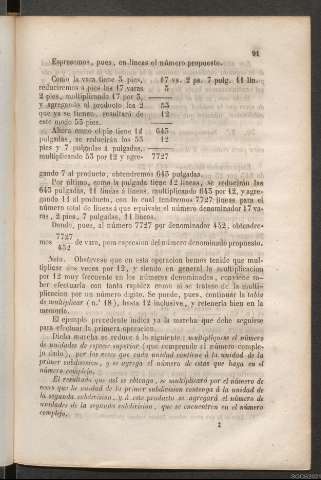 91
Espresemos, pues, en líneas el número propuesto.
Como la vara tiene 3 pies, 17 vs. 2 ps. 7 pulg. 11 lin.
reduciremos a pies las 17 varas 3
2 pies, multiplicando 17 por 3,
y agregando al producto los 2 53
que ya se tienen, resultará de 12
este modo 53 pies.
Ahora como el pie tiene 12 643
pulgadas, se reducirán los 53 12
pies y 7 pulgadas á pulgadas,
multiplicando 53 por 12 y agre- 7727
gando 7 al producto, obtendremos 643 pulgadas.
Por último, como la pulgada tiene 12 líneas, se reducirán las
643 pulgadas, 11 líneas á líneas, multiplicando 643 por 12, y agre-
gando 11 al producto, con lo cual tendremos 7727 líneas para el
número total de líneas á que equivale el número denominador 17 va-
ras, 2 pies, 7 pulgadas, 11 líneas.
Donde, pues, al número 7727 por denominador 432, obtendre-
7727
mos de vara, para espresion del número denominado propuesto.
432
Nota. Obsérvese que en esta operacion hemos tenido que mul-
tiplicar dos veces por 12, y siendo en general la multiplicacion
por 12 muy frecuente en los números denominados, conviene sa-
ber efectuarla con tanta rapidez como si se tratase de la multi-
plicacion por un número dígito. Se puede, pues, continuar la tabla
de multiplicar (n.° 18), hasta 12 inclusive, y retenerla bien en la
memoria.
El ejemplo precedente indica ya la marcha que debe seguirse
para efectuar la primera operacion.
Dicha marcha se reduce á lo siguiente: multiplíquese el número
de unidades de especie superior (que comprende el número comple-
jo dado), por las veces que cada unidad contiene á la unidad de la
primer subdivision, y se agrega el número de estas que haya en el
número complejo.
El resultado que así se obtenga, se multiplicará por el número de
veces que la unidad de la primer subdivision contenga á la unidad de
la segunda subdivision, y á este producto se agregará el número de
unidades de la segunda subdivision, que se encuentren en el número
complejo.